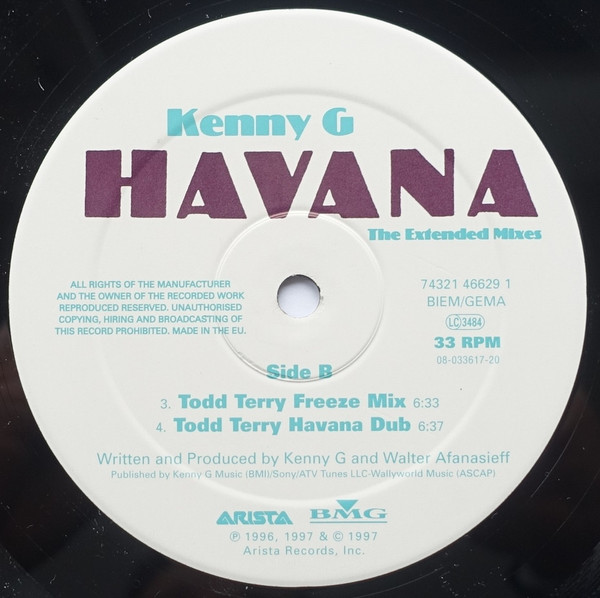 Kenny G
HAVANA
The Extended Mixes
ALL RIGHTS OF THE MANUFACTURER
AND THE OWNER OF THE RECORDED WORK
REPRODUCED RESERVED. UNAUTHORISED
COPYING, HIRING AND BROADCASTING OF
THIS RECORD PROHIBITED. MADE IN THE EU.
74321 46629 1
BIEM/GEMA
LC 3484
33 RPM
08-033617-20
Side B
3. Todd Terry Freeze Mix 6:33
4. Todd Terry Havana Dub 6:37
Written and Produced by Kenny G and Walter Afanasieff
Published by Kenny G Music (BMI)/Sony/ATV Tunes LLC-Wallyworld Music (ASCAP)
ARISTA BMG
℗ 1996, 1997 & © 1997
Arista Records, Inc.